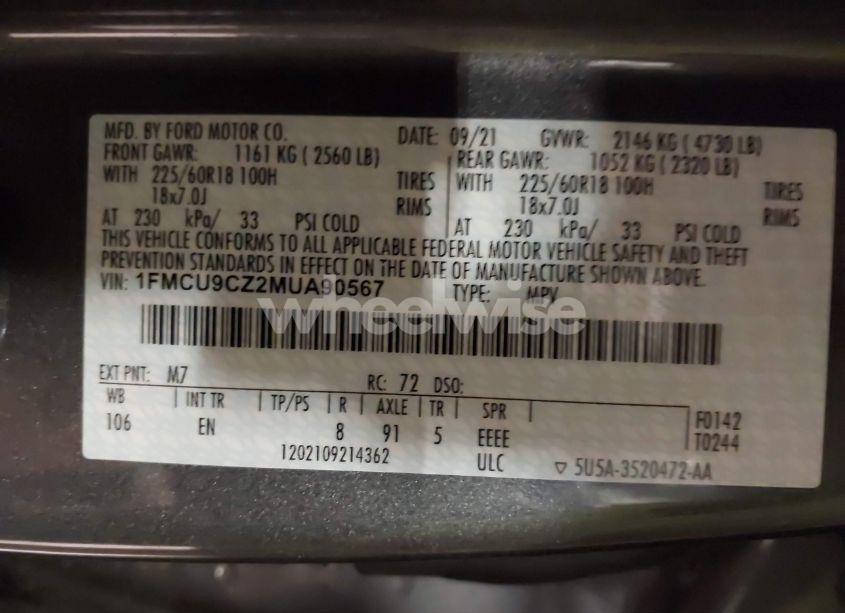 MFD. BY FORD MOTOR CO. DATE: 09/21 GVWR: 2146 KG ( 4730 LB)
FRONT GAWR: 1161 KG ( 2560 LB) REAR GAWR: 1052 KG ( 2320 LB)
WITH 225/60R18 100H TIRES WITH 225/60R18 100H TIRES
18x7.0J RIMS 18x7.0J RIMS
AT 230 kPa/ 33 PSI COLD AT 230 kPa/ 33 PSI COLD
THIS VEHICLE CONFORMS TO ALL APPLICABLE FEDERAL MOTOR VEHICLE SAFETY AND THEFT
PREVENTION STANDARDS IN EFFECT ON THE DATE OF MANUFACTURE SHOWN ABOVE.
VIN: 1FMCU9CZ2MUA90567 TYPE: MPV
wheelwise
EXT PNT: M7 RC: 72 DSO:
WB INT TR TP/PS R AXLE TR SPR F0142
106 EN 8 91 5 EEEE T0244
1202109214362 ULC ▽ 5U5A-3520472-AA